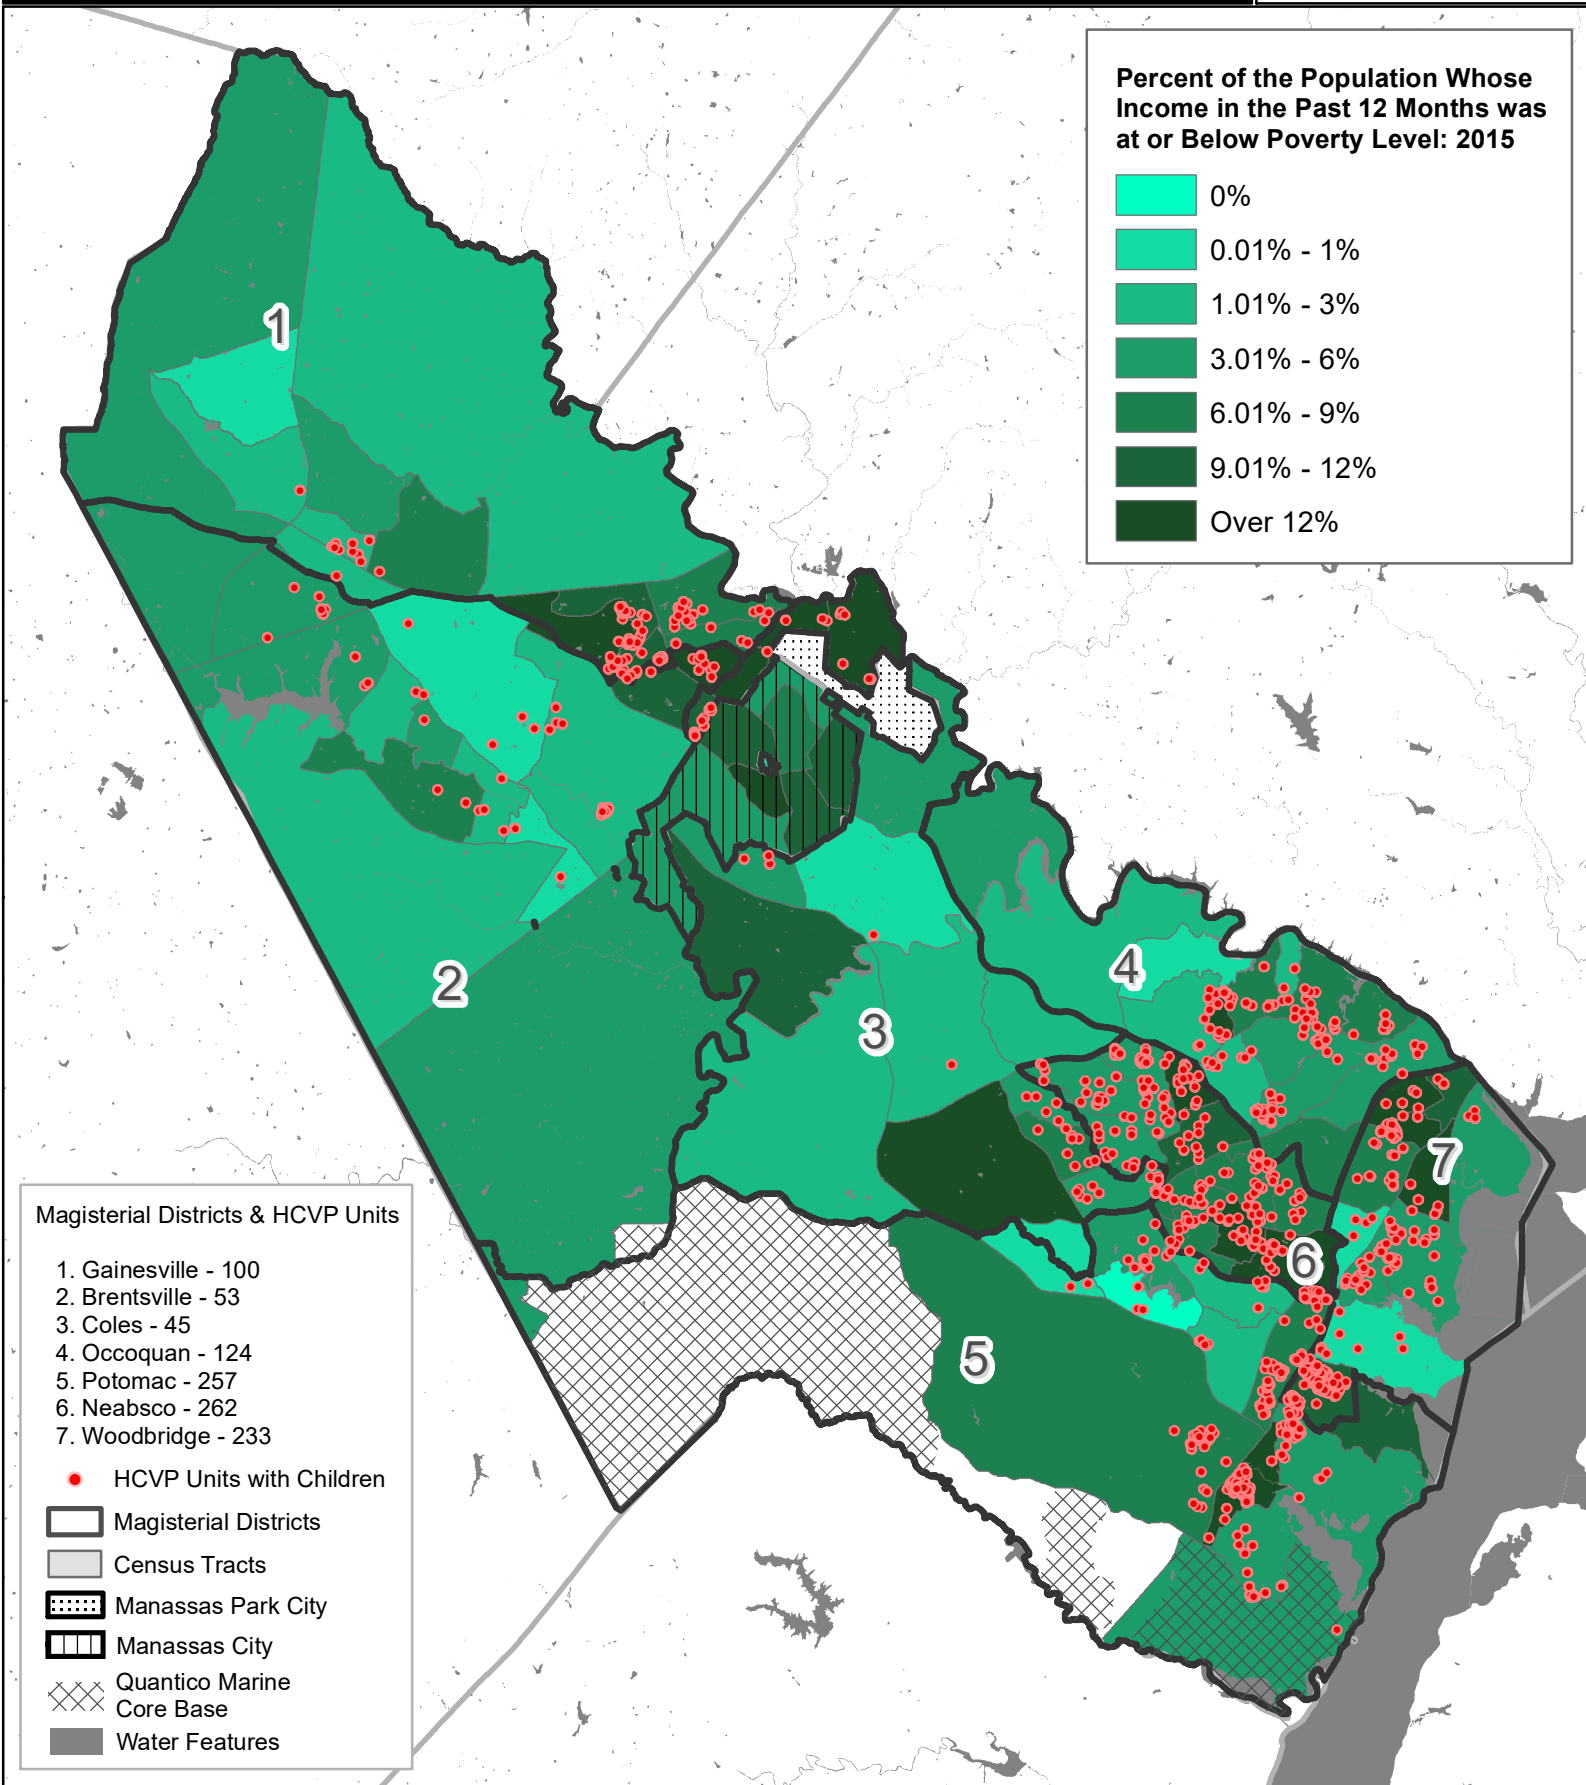 Percent of the Population Whose
Income in the Past 12 Months was
at or Below Poverty Level: 2015
0%
0.01% - 1%
1.01% - 3%
3.01% - 6%
6.01% - 9%
9.01% - 12%
Over 12%
1
2
3
4
5
6
7
Magisterial Districts & HCVP Units
1. Gainesville - 100
2. Brentsville - 53
3. Coles - 45
4. Occoquan - 124
5. Potomac - 257
6. Neabsco - 262
7. Woodbridge - 233
HCVP Units with Children
Magisterial Districts
Census Tracts
Manassas Park City
Manassas City
Quantico Marine
Core Base
Water Features